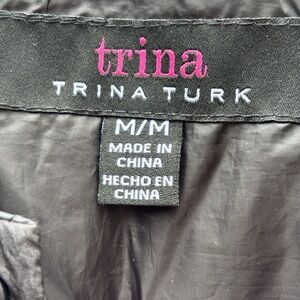 trina
TRINA TURK
M/M
MADE IN
CHINA
HECHO EN
CHINA